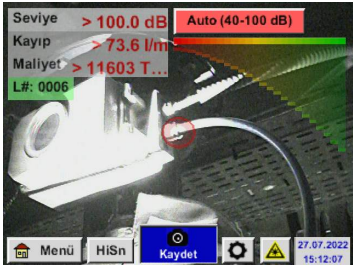 Seviye > 100.0 dB
Auto (40-100 dB)
Kayıp > 73.6 l/m
Maliyet > 11603 T...
L#: 0006
Menü
HiSn
Kaydet
27.07.2022
15:12:07